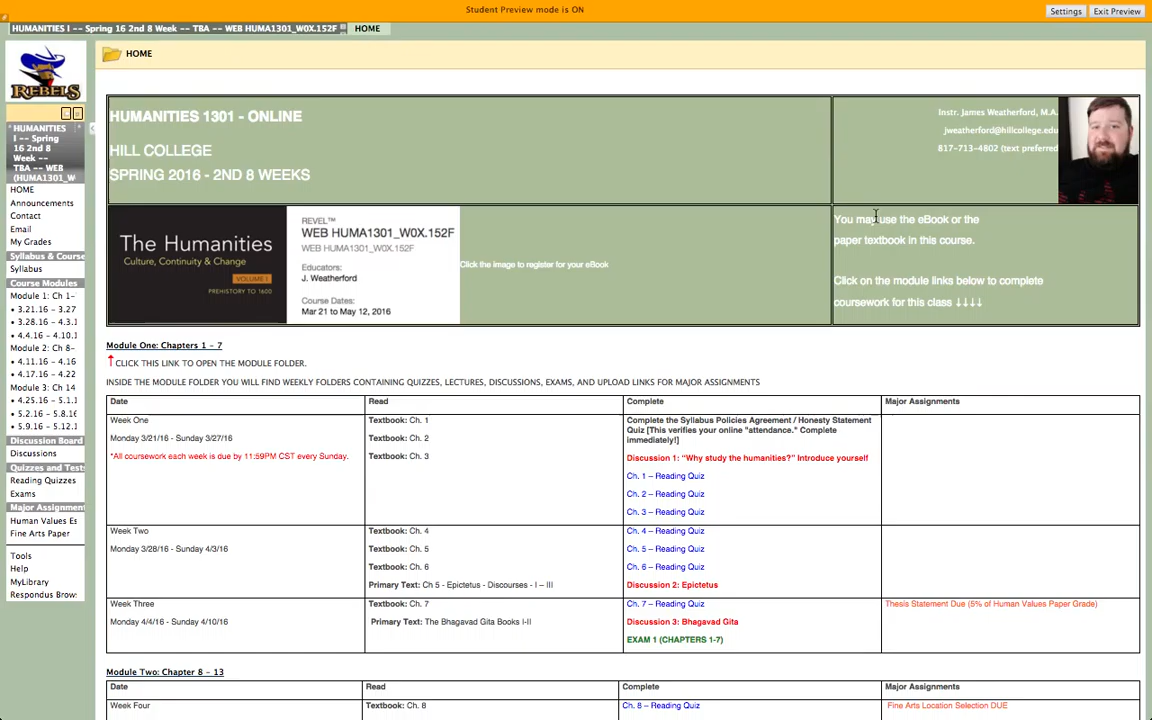 Student Preview mode is ON
Settings
Exit Preview
HUMANITIES I -- Spring 16 2nd 8 Week -- TBA -- WEB HUMA1301_W0X.152F
HOME
REBELS
HOME
HUMANITIES
I -- Spring
16 2nd 8
Week --
TBA -- WEB
(HUMA1301_W
HOME
Announcements
Contact
Email
My Grades
Syllabus & Course
Syllabus
Course Modules
Module 1: Ch 1-
• 3.21.16 - 3.27
• 3.28.16 - 4.3.1
• 4.4.16 - 4.10.1
Module 2: Ch 8-
• 4.11.16 - 4.16
• 4.17.16 - 4.22
Module 3: Ch 14
• 4.25.16 - 5.1.1
• 5.2.16 - 5.8.16
• 5.9.16 - 5.12.1
Discussion Board
Discussions
Quizzes and Tests
Reading Quizzes
Exams
Major Assignment
Human Values Es
Fine Arts Paper
Tools
Help
MyLibrary
Respondus Brow
HUMANITIES 1301 - ONLINE
HILL COLLEGE
SPRING 2016 - 2ND 8 WEEKS
Instr. James Weatherford, M.A.
jweatherford@hillcollege.edu
817-713-4802 (text preferred
The Humanities
Culture, Continuity & Change
VOLUME I
PREHISTORY TO 1600
REVEL™
WEB HUMA1301_W0X.152F
WEB HUMA1301_W0X.152F
Educators:
J. Weatherford
Course Dates:
Mar 21 to May 12, 2016
Click the image to register for your eBook
You may use the eBook or the
paper textbook in this course.
Click on the module links below to complete
coursework for this class ↓↓↓↓
Module One: Chapters 1 - 7
↑CLICK THIS LINK TO OPEN THE MODULE FOLDER.
INSIDE THE MODULE FOLDER YOU WILL FIND WEEKLY FOLDERS CONTAINING QUIZZES, LECTURES, DISCUSSIONS, EXAMS, AND UPLOAD LINKS FOR MAJOR ASSIGNMENTS
Date Read Complete Major Assignments
Week One
Monday 3/21/16 - Sunday 3/27/16
*All coursework each week is due by 11:59PM CST every Sunday.
Textbook: Ch. 1
Textbook: Ch. 2
Textbook: Ch. 3
Complete the Syllabus Policies Agreement / Honesty Statement
Quiz [This verifies your online "attendance." Complete
immediately!]
Discussion 1: "Why study the humanities?" Introduce yourself
Ch. 1 – Reading Quiz
Ch. 2 – Reading Quiz
Ch. 3 – Reading Quiz
Week Two
Monday 3/28/16 - Sunday 4/3/16
Textbook: Ch. 4
Textbook: Ch. 5
Textbook: Ch. 6
Primary Text: Ch 5 - Epictetus - Discourses - I – III
Ch. 4 – Reading Quiz
Ch. 5 – Reading Quiz
Ch. 6 – Reading Quiz
Discussion 2: Epictetus
Week Three
Monday 4/4/16 - Sunday 4/10/16
Textbook: Ch. 7
Primary Text: The Bhagavad Gita Books I-II
Ch. 7 – Reading Quiz
Discussion 3: Bhagavad Gita
EXAM 1 (CHAPTERS 1-7)
Thesis Statement Due (5% of Human Values Paper Grade)
Module Two: Chapter 8 - 13
Date Read Complete Major Assignments
Week Four Textbook: Ch. 8 Ch. 8 – Reading Quiz Fine Arts Location Selection DUE